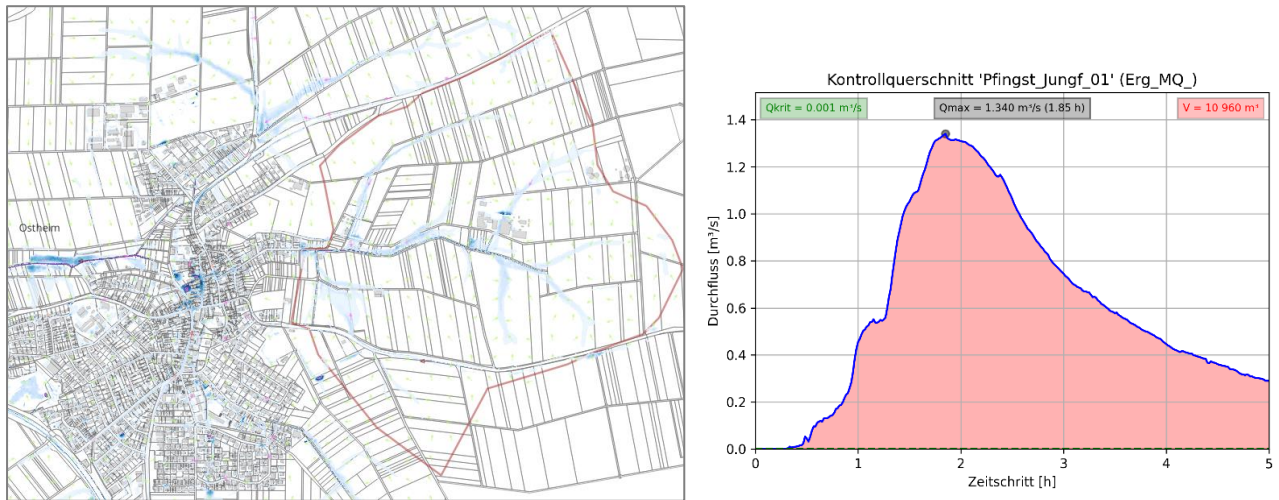 Ostheim
Kontrollquerschnitt 'Pfingst_Jungf_01' (Erg_MQ_)
Qkrit = 0.001 m³/s
Qmax = 1.340 m³/s (1.85 h)
V = 10 960 m³
Durchfluss [m³/s]
1.4
1.2
1.0
0.8
0.6
0.4
0.2
0.0
0 1 2 3 4 5
Zeitschritt [h]